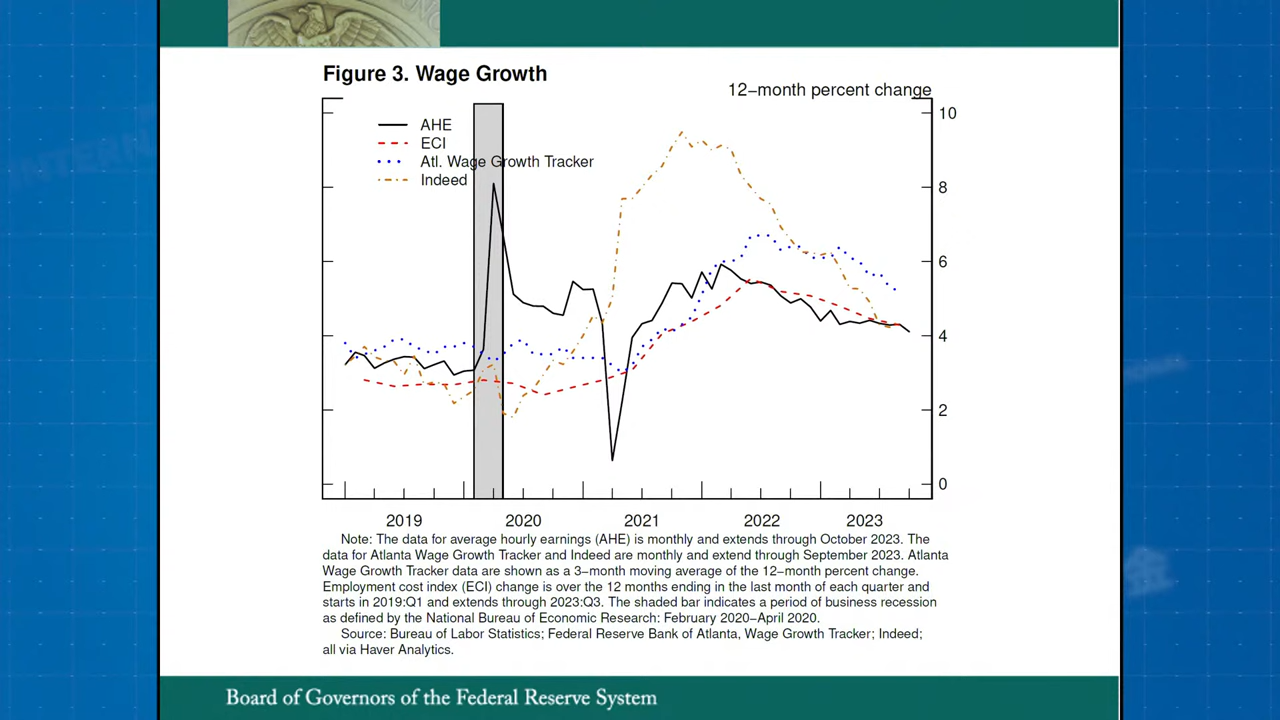 Figure 3. Wage Growth
12–month percent change
AHE
ECI
Atl. Wage Growth Tracker
Indeed
10
8
6
4
2
0
2019 2020 2021 2022 2023
Note: The data for average hourly earnings (AHE) is monthly and extends through October 2023. The
data for Atlanta Wage Growth Tracker and Indeed are monthly and extend through September 2023. Atlanta
Wage Growth Tracker data are shown as a 3–month moving average of the 12–month percent change.
Employment cost index (ECI) change is over the 12 months ending in the last month of each quarter and
starts in 2019:Q1 and extends through 2023:Q3. The shaded bar indicates a period of business recession
as defined by the National Bureau of Economic Research: February 2020–April 2020.
Source: Bureau of Labor Statistics; Federal Reserve Bank of Atlanta, Wage Growth Tracker; Indeed;
all via Haver Analytics.
金
Board of Governors of the Federal Reserve System